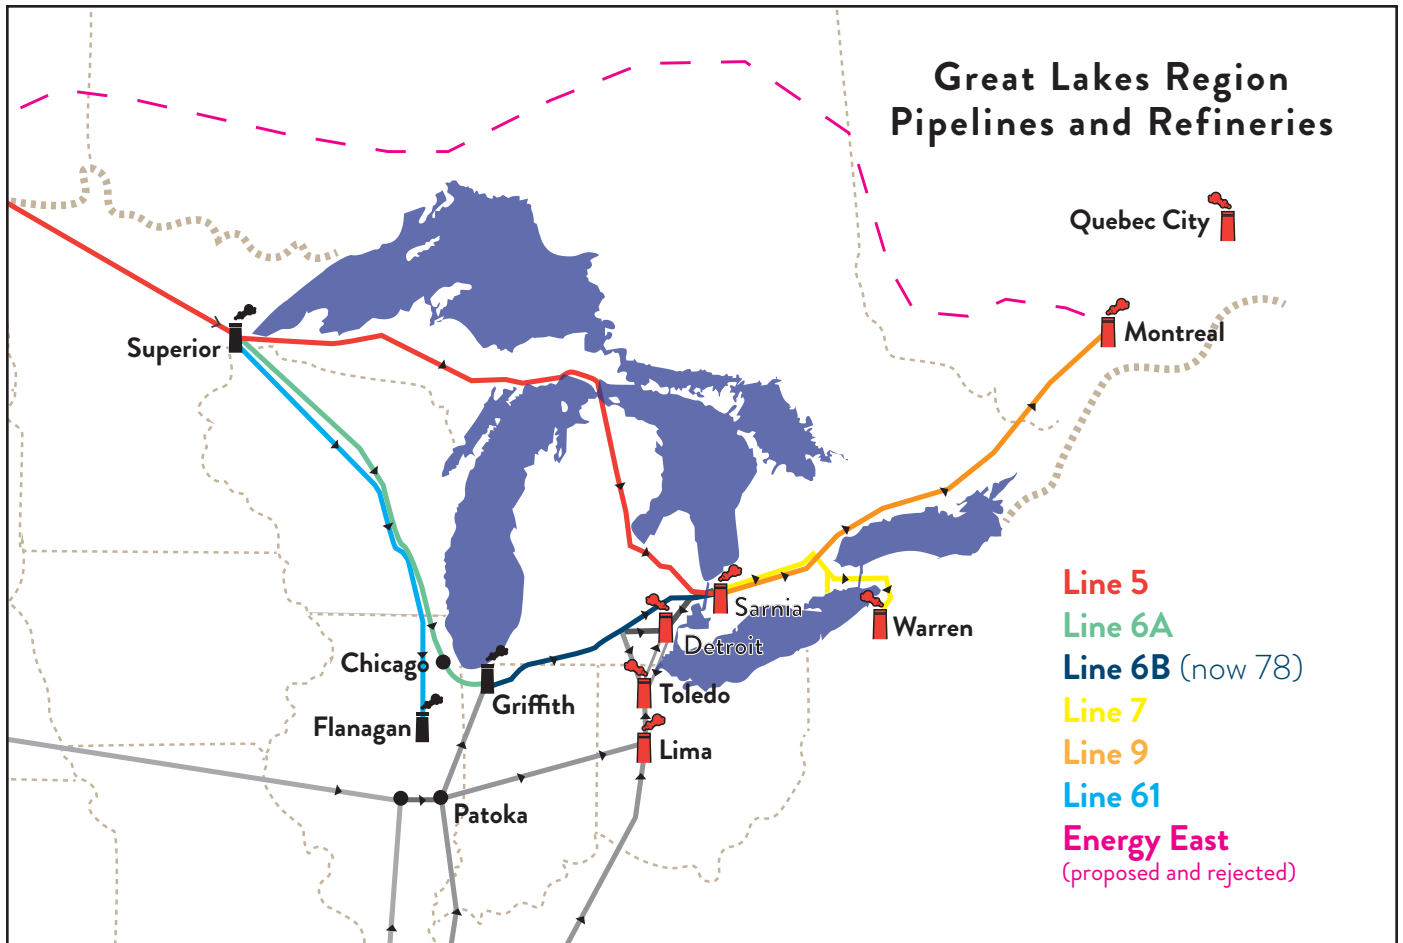 Great Lakes Region
Pipelines and Refineries
Quebec City
Montreal
Superior
Sarnia
Warren
Detroit
Chicago
Griffith
Toledo
Flanagan
Lima
Patoka
Line 5
Line 6A
Line 6B (now 78)
Line 7
Line 9
Line 61
Energy East
(proposed and rejected)